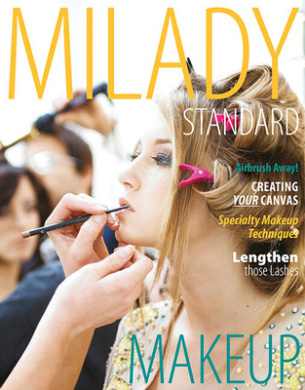 MILADY
STANDARD
Airbrush Away!
CREATING
YOUR CANVAS
Specialty Makeup
Techniques
Lengthen
those Lashes
MAKEUP